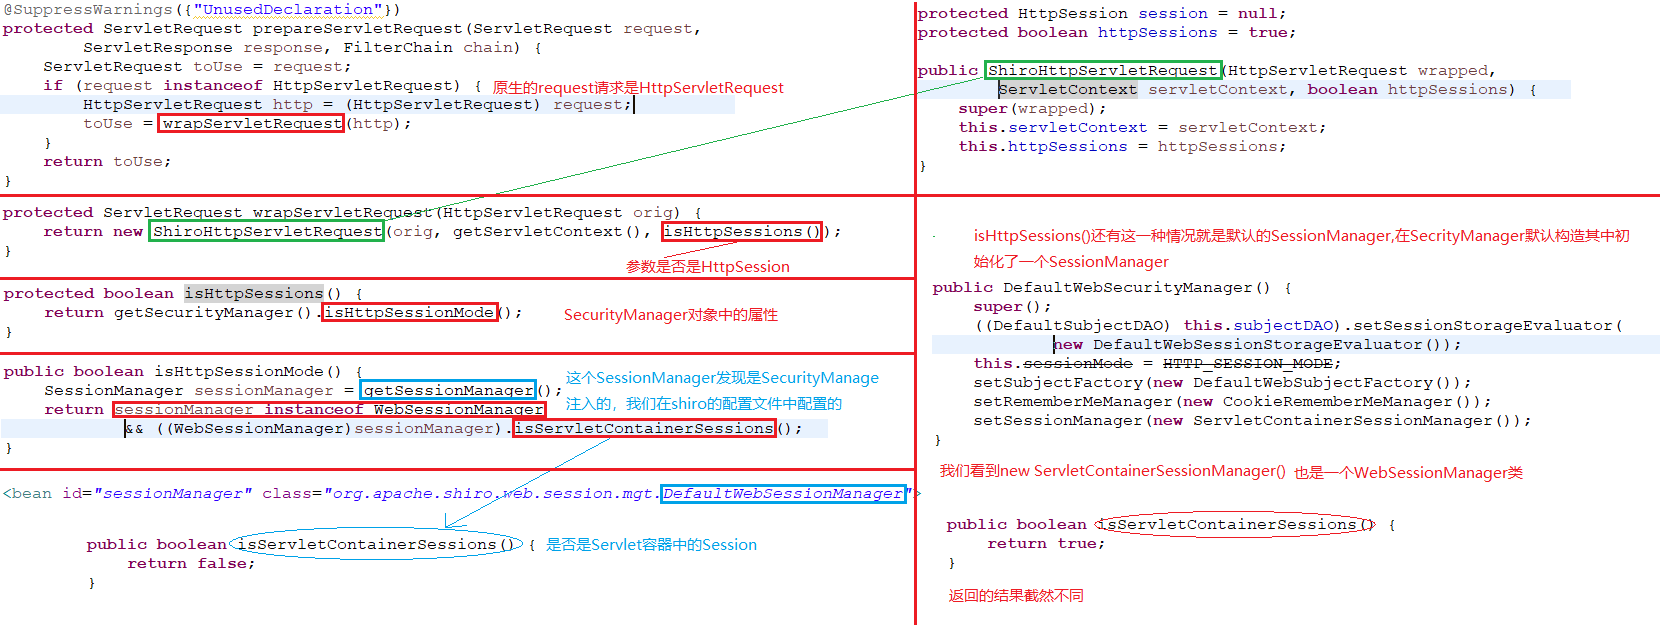 @SuppressWarnings({"UnusedDeclaration"})
protected ServletRequest prepareServletRequest(ServletRequest request,
ServletResponse response, FilterChain chain) {
ServletRequest toUse = request;
if (request instanceof HttpServletRequest) { 原生的request请求是HttpServletRequest
HttpServletRequest http = (HttpServletRequest) request;
toUse = wrapServletRequest(http);
}
return toUse;
}
protected ServletRequest wrapServletRequest(HttpServletRequest orig) {
return new ShiroHttpServletRequest(orig, getServletContext(), isHttpSessions());
}
参数是否是HttpSession
protected boolean isHttpSessions() {
return getSecurityManager().isHttpSessionMode();
SecurityManager对象中的属性
}
public boolean isHttpSessionMode() {
SessionManager sessionManager = getSessionManager();
return sessionManager instanceof WebSessionManager
&& ((WebSessionManager)sessionManager).isServletContainerSessions();
}
这个SessionManager发现是SecurityManage
注入的，我们在shiro的配置文件中配置的
<bean id="sessionManager" class="org.apache.shiro.web.session.mgt.DefaultWebSessionManager">
public boolean isServletContainerSessions() { 是否是Servlet容器中的Session
return false;
}
protected HttpSession session = null;
protected boolean httpSessions = true;
public ShiroHttpServletRequest(HttpServletRequest wrapped,
ServletContext servletContext, boolean httpSessions) {
super(wrapped);
this.servletContext = servletContext;
this.httpSessions = httpSessions;
}
isHttpSessions()还有这一种情况就是默认的SessionManager,在SecrityManager默认构造其中初
始化了一个SessionManager
public DefaultWebSecurityManager() {
super();
((DefaultSubjectDAO) this.subjectDAO).setSessionStorageEvaluator(
new DefaultWebSessionStorageEvaluator());
this.sessionMode = HTTP_SESSION_MODE;
setSubjectFactory(new DefaultWebSubjectFactory());
setRememberMeManager(new CookieRememberMeManager());
setSessionManager(new ServletContainerSessionManager());
}
我们看到new ServletContainerSessionManager() 也是一个WebSessionManager类
public boolean isServletContainerSessions() {
return true;
}
返回的结果截然不同